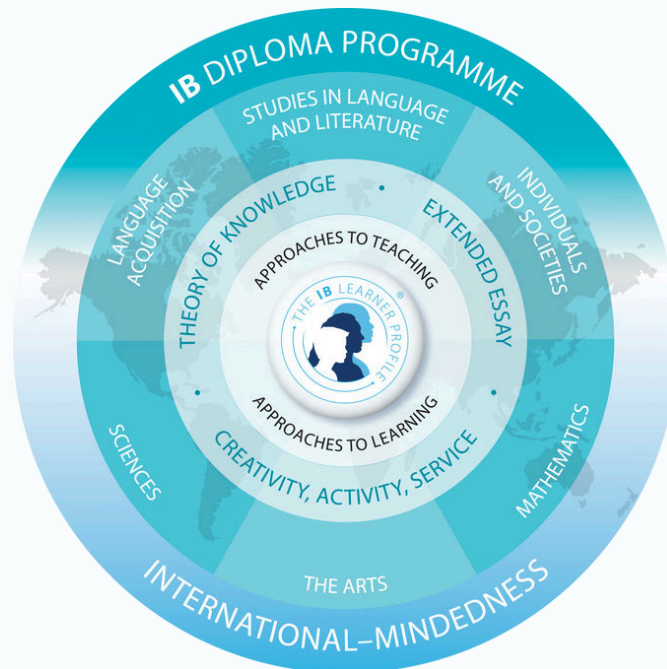 IB DIPLOMA PROGRAMME
STUDIES IN LANGUAGE
AND LITERATURE
LANGUAGE
ACQUISITION
INDIVIDUALS
AND SOCIETIES
THEORY OF KNOWLEDGE
•
EXTENDED ESSAY
•
APPROACHES TO TEACHING
THE IB LEARNER PROFILE
®
APPROACHES TO LEARNING
•
CREATIVITY, ACTIVITY, SERVICE
SCIENCES
MATHEMATICS
THE ARTS
INTERNATIONAL–MINDEDNESS